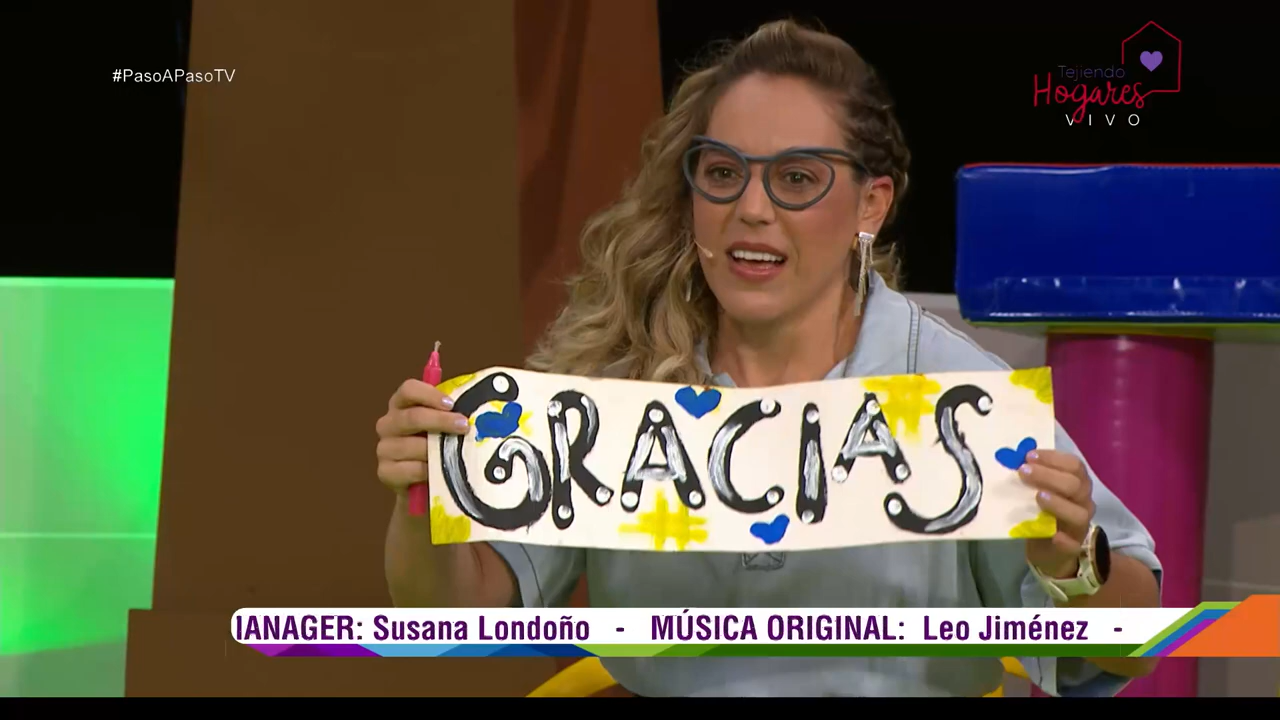 #PasoAPasoTV
Tejiendo
Hogares
VIVO
GRACIAS
IANAGER: Susana Londoño - MÚSICA ORIGINAL: Leo Jiménez -